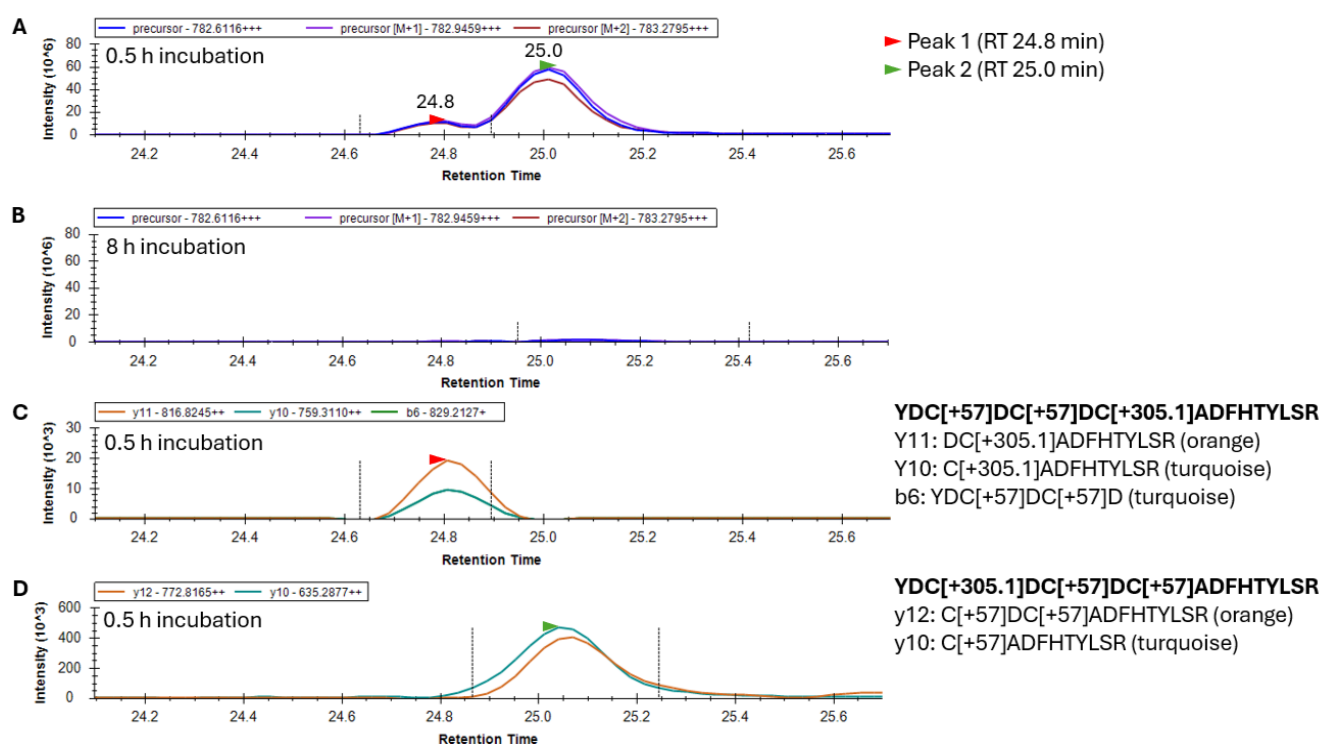 A
precursor - 782.6116+++ precursor [M+1] - 782.9459+++ precursor [M+2] - 783.2795+++
0.5 h incubation
24.8
25.0
Peak 1 (RT 24.8 min)
Peak 2 (RT 25.0 min)
Intensity (10^6)
80
60
40
20
0
24.2 24.4 24.6 24.8 25.0 25.2 25.4 25.6
Retention Time
B
precursor - 782.6116+++ precursor [M+1] - 782.9459+++ precursor [M+2] - 783.2795+++
8 h incubation
Intensity (10^6)
80
60
40
20
0
24.2 24.4 24.6 24.8 25.0 25.2 25.4 25.6
Retention Time
C
y11 - 816.8245++ y10 - 759.3110++ b6 - 829.2127+
0.5 h incubation
Intensity (10^3)
30
20
10
0
24.2 24.4 24.6 24.8 25.0 25.2 25.4 25.6
Retention Time
YDC[+57]DC[+57]DC[+305.1]ADFHTYLSR
Y11: DC[+305.1]ADFHTYLSR (orange)
Y10: C[+305.1]ADFHTYLSR (turquoise)
b6: YDC[+57]DC[+57]D (turquoise)
D
y12 - 772.8165++ y10 - 635.2877++
0.5 h incubation
Intensity (10^3)
600
400
200
0
24.2 24.4 24.6 24.8 25.0 25.2 25.4 25.6
Retention Time
YDC[+305.1]DC[+57]DC[+57]ADFHTYLSR
y12: C[+57]DC[+57]ADFHTYLSR (orange)
y10: C[+57]ADFHTYLSR (turquoise)